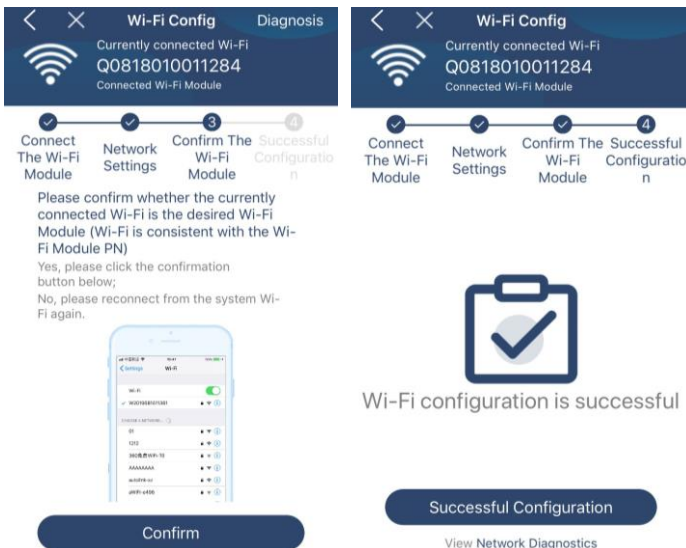 Wi-Fi Config
Diagnosis
Currently connected Wi-Fi
Q0818010011284
Connected Wi-Fi Module
3
4
Connect
The Wi-Fi
Module
Network
Settings
Confirm The
Wi-Fi
Module
Successful
Configuratio
n
Please confirm whether the currently
connected Wi-Fi is the desired Wi-Fi
Module (Wi-Fi is consistent with the Wi-
Fi Module PN)
Yes, please click the confirmation
button below;
No, please reconnect from the system Wi-
Fi again.
Settings
Wi-Fi
Wi-Fi
CHOOSE A NETWORK...
1212
AAAAAAAA
Confirm
Wi-Fi Config
Currently connected Wi-Fi
Q0818010011284
Connected Wi-Fi Module
4
Connect
The Wi-Fi
Module
Network
Settings
Confirm The
Wi-Fi
Module
Successful
Configuratio
n
Wi-Fi configuration is successful
Successful Configuration
View Network Diagnostics